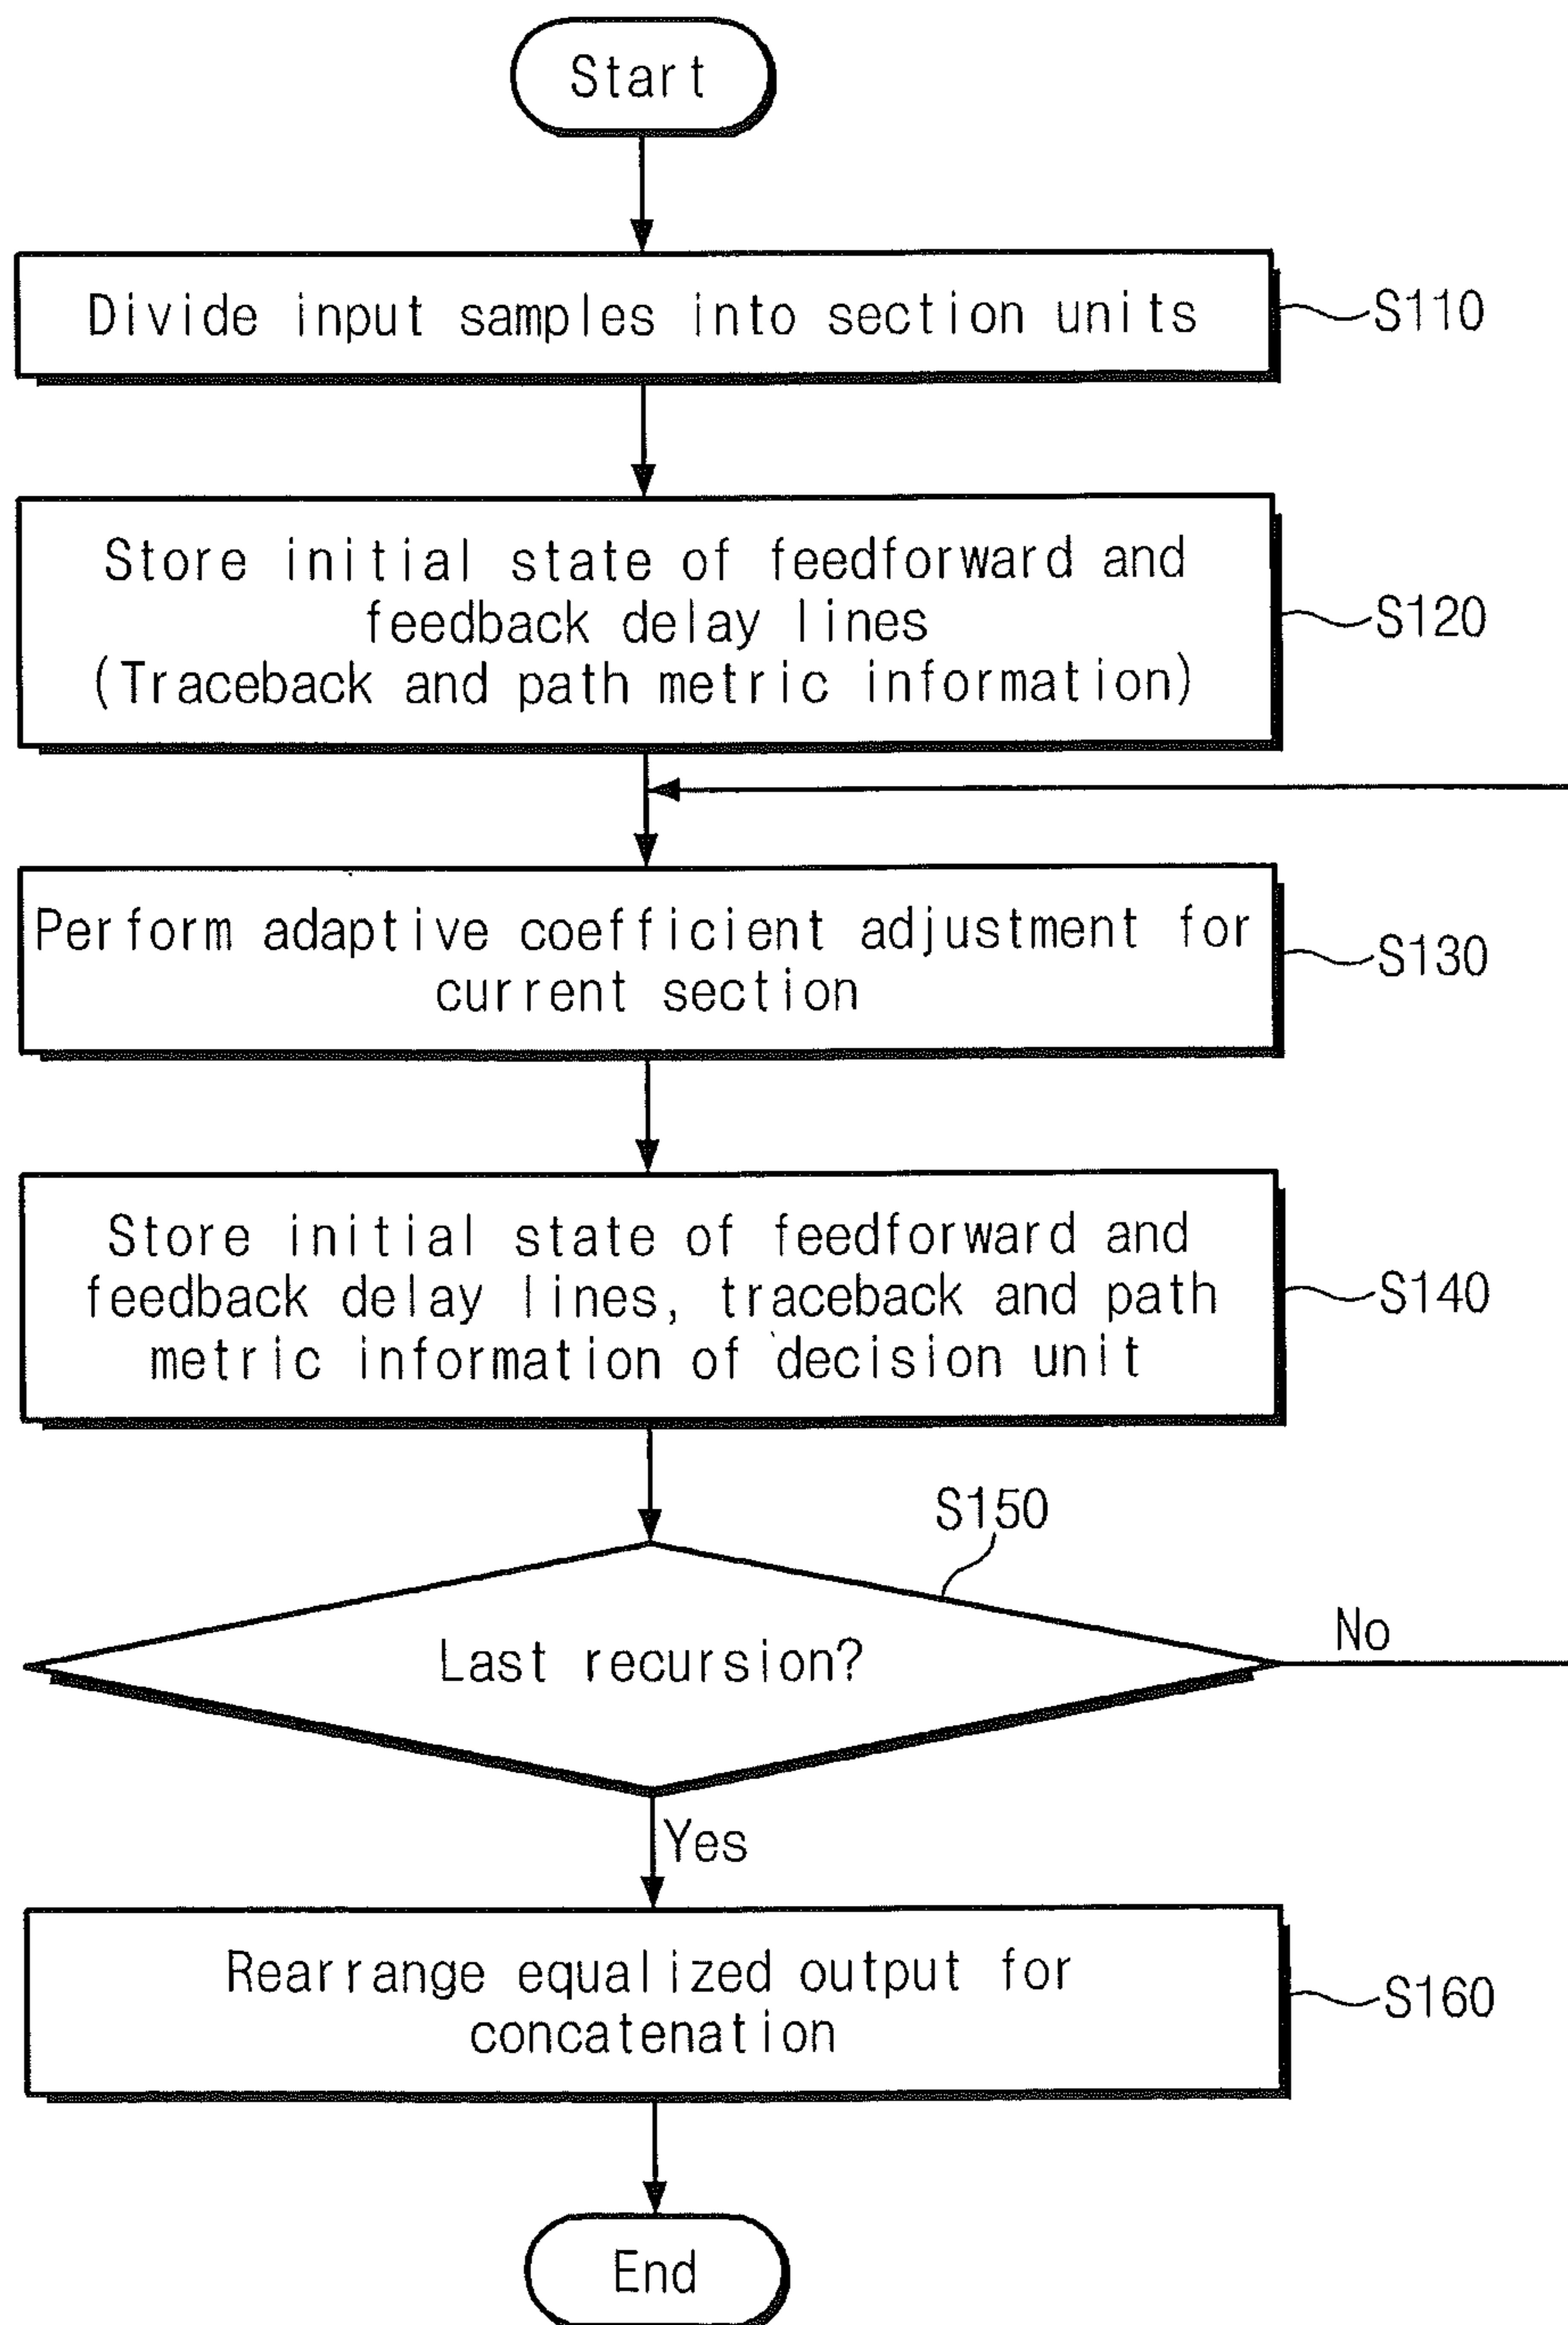 Start
Divide input samples into section units
S110
Store initial state of feedforward and
feedback delay lines
(Traceback and path metric information)
S120
Perform adaptive coefficient adjustment for
current section
S130
Store initial state of feedforward and
feedback delay lines, traceback and path
metric information of decision unit
S140
S150
Last recursion?
No
Yes
Rearrange equalized output for
concatenation
S160
End